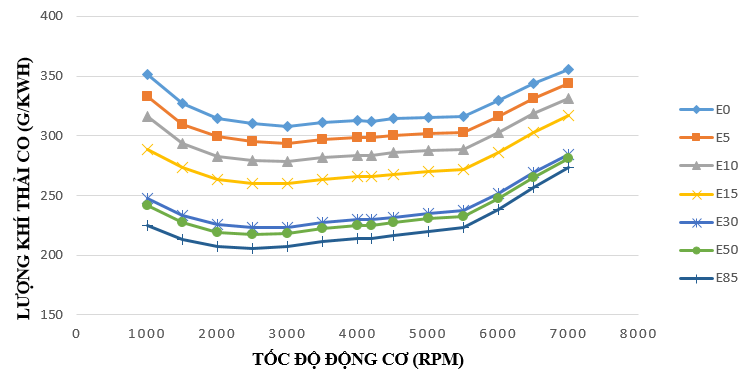 LƯỢNG KHÍ THẢI CO (G/KWH)
400
350
300
250
200
150
0 1000 2000 3000 4000 5000 6000 7000 8000
TỐC ĐỘ ĐỘNG CƠ (RPM)
E0
E5
E10
E15
E30
E50
E85